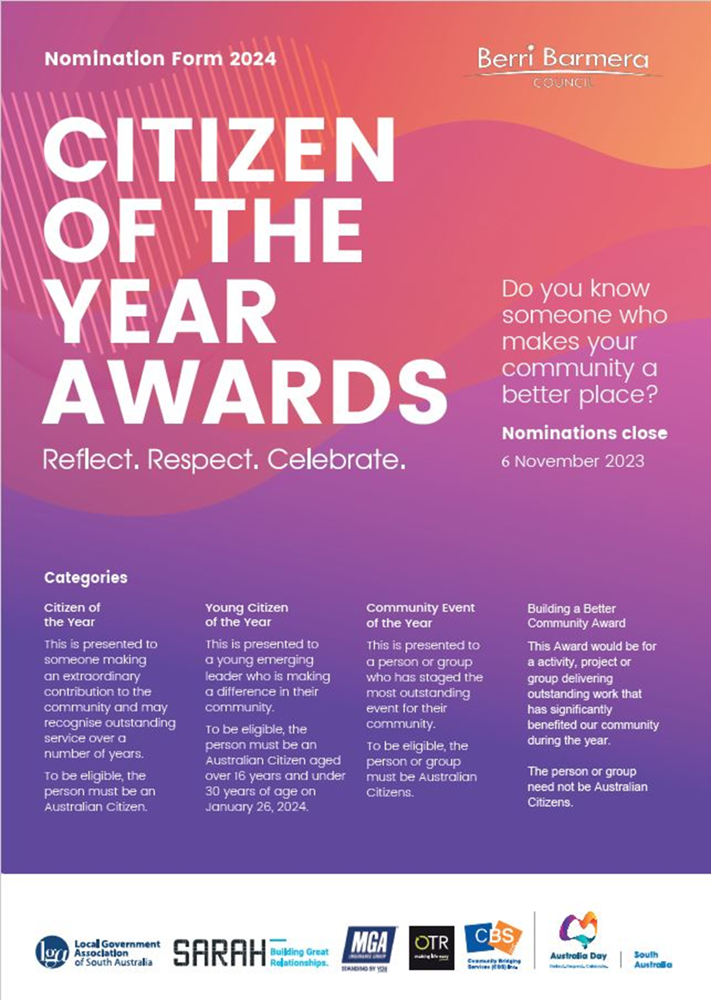 Nomination Form 2024
Berri Barmera
COUNCIL
CITIZEN
OF THE
YEAR
AWARDS
Reflect. Respect. Celebrate.
Do you know
someone who
makes your
community a
better place?
Nominations close
6 November 2023
Categories
Citizen of
the Year
This is presented to
someone making
an extraordinary
contribution to the
community and may
recognise outstanding
service over a
number of years.
To be eligible, the
person must be an
Australian Citizen.
Young Citizen
of the Year
This is presented to
a young emerging
leader who is making
a difference in their
community.
To be eligible, the
person must be an
Australian Citizen aged
over 16 years and under
30 years of age on
January 26, 2024.
Community Event
of the Year
This is presented to
a person or group
who has staged the
most outstanding
event for their
community.
To be eligible, the
person or group
must be Australian
Citizens.
Building a Better
Community Award
This Award would be for
a activity, project or
group delivering
outstanding work that
has significantly
benefited our community
during the year.
The person or group
need not be Australian
Citizens.
lga
Local Government
Association
of South Australia
SARAH
Building Great
Relationships.
MGA
INSURANCE GROUP
STANDING BY YOU
OTR
making life easy
CBS
Community Bridging
Services (CBS) Inc.
Australia Day
Reflect. Respect. Celebrate.
South
Australia